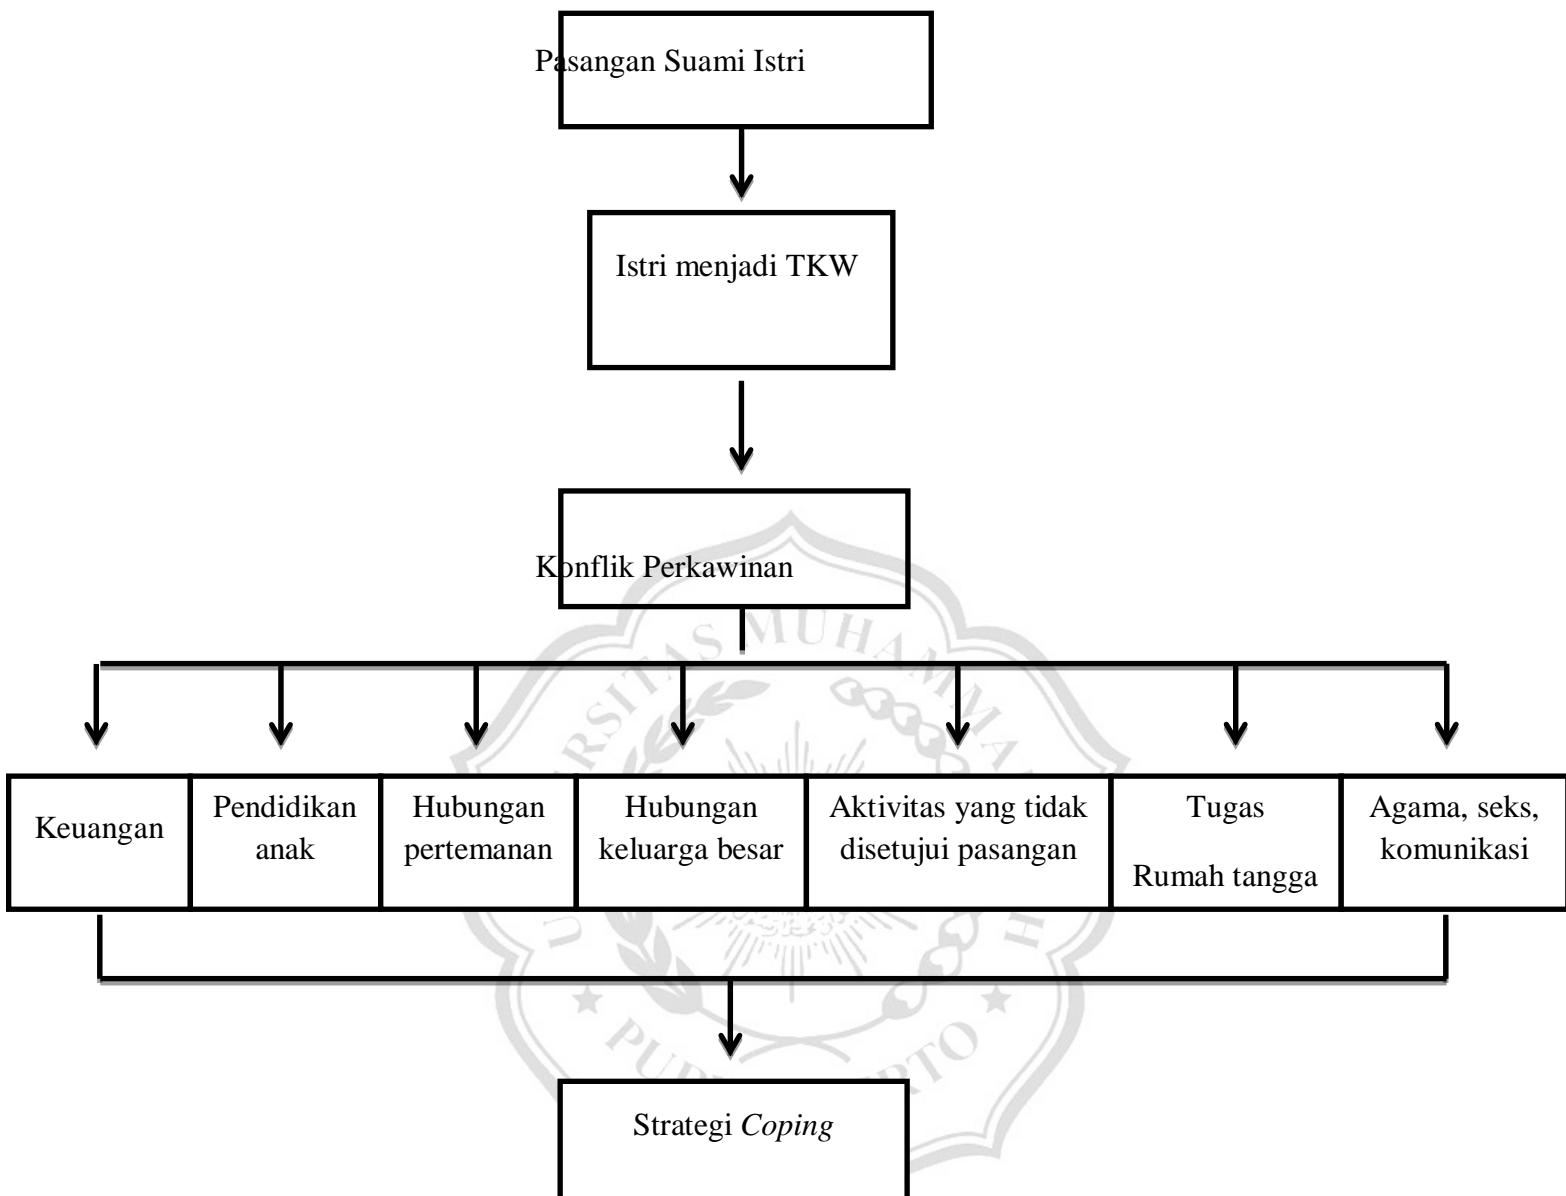 Pasangan Suami Istri
Istri menjadi TKW
Konflik Perkawinan
Keuangan
Pendidikan
anak
Hubungan
pertemanan
Hubungan
keluarga besar
Aktivitas yang tidak
disetujui pasangan
Tugas
Rumah tangga
Agama, seks,
komunikasi
Strategi Coping